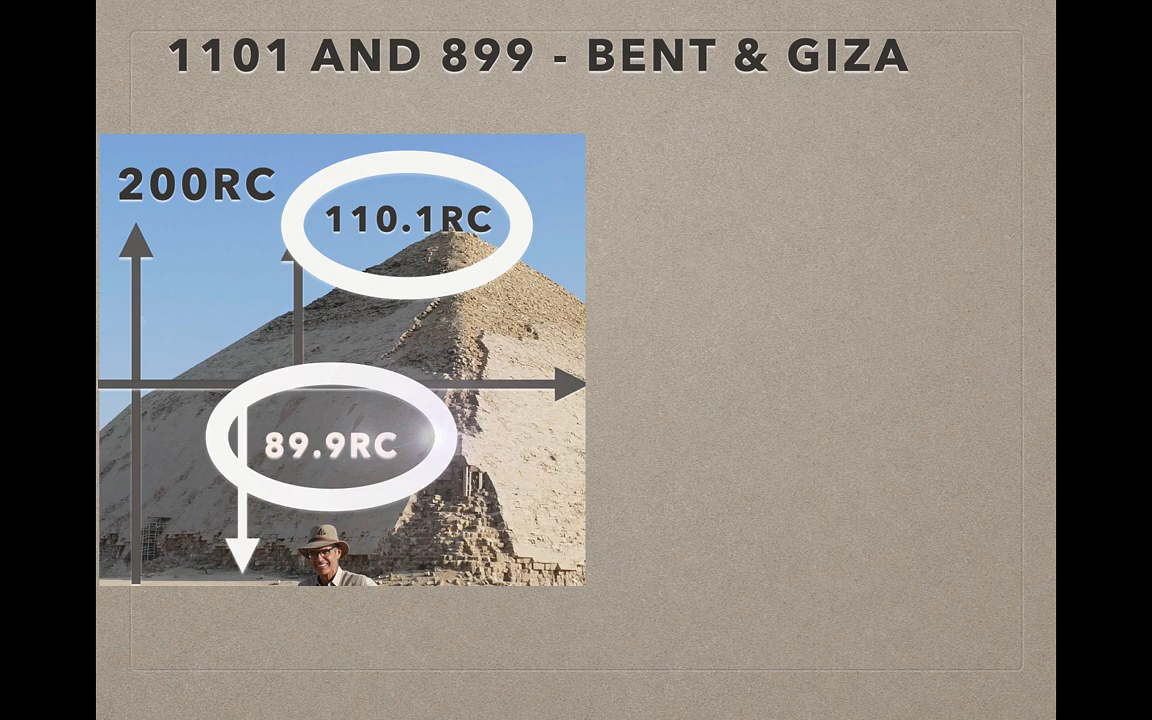 1101 AND 899 - BENT & GIZA
200RC
110.1RC
89.9RC